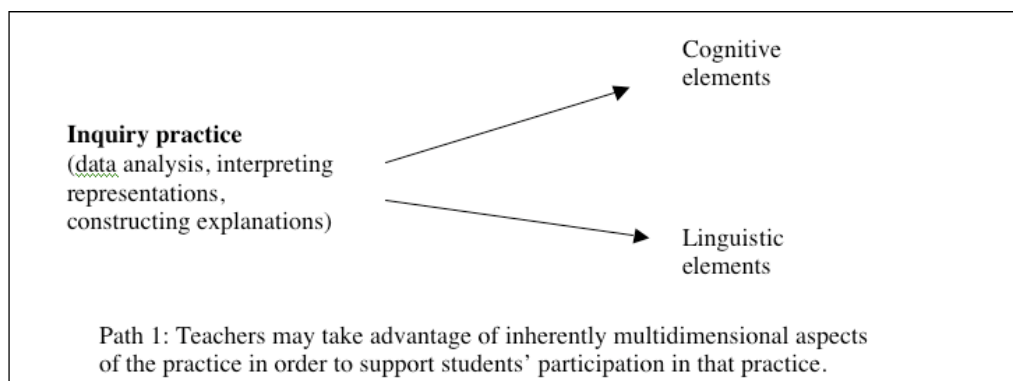 Cognitive
elements
Inquiry practice
(data analysis, interpreting
representations,
constructing explanations)
Linguistic
elements
Path 1: Teachers may take advantage of inherently multidimensional aspects
of the practice in order to support students’ participation in that practice.